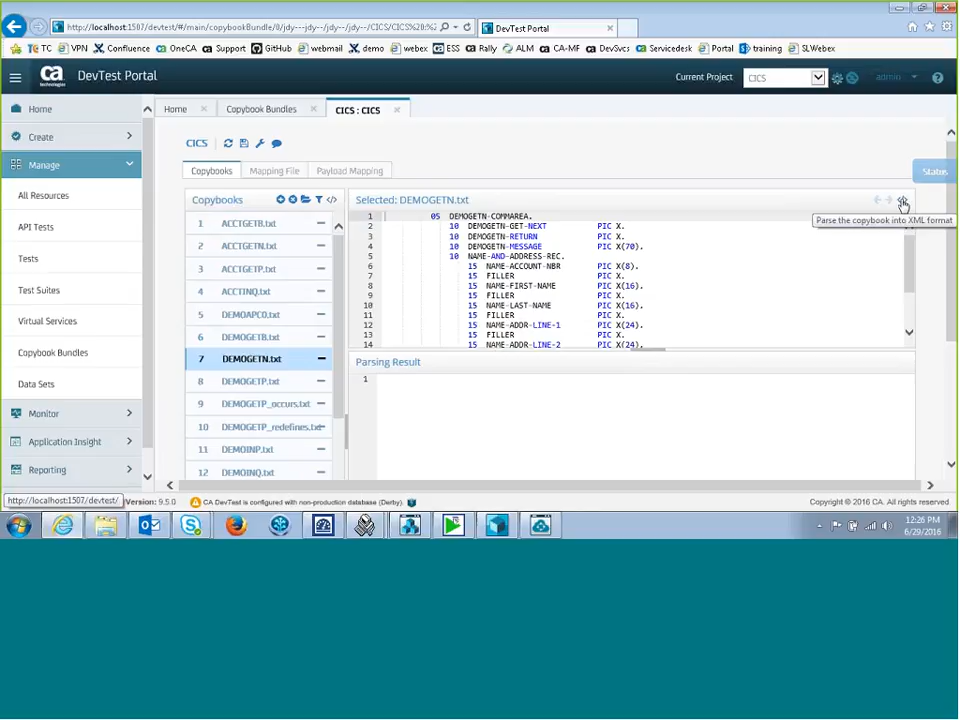 http://localhost:1507/devtest/#/main/copybookBundle/0/jdy---jdy--/jdy--/jdy--/CICS/CICS%20:%2
DevTest Portal
TC VPN Confluence OneCA Support GitHub webmail demo webex ESS Rally ALM CA-MF DevSvcs Servicedesk Portal training SLWebex
ca technologies
DevTest Portal
Current Project
CICS
admin
Home
Create
Manage
All Resources
API Tests
Tests
Test Suites
Virtual Services
Copybook Bundles
Data Sets
Monitor
Application Insight
Reporting
Home
Copybook Bundles
CICS : CICS
CICS
Copybooks
Mapping File
Payload Mapping
Status
Copybooks
1 ACCTGETB.txt
2 ACCTGETN.txt
3 ACCTGETP.txt
4 ACCTINQ.txt
5 DEMOAPCO.txt
6 DEMOGETB.txt
7 DEMOGETN.txt
8 DEMOGETP.txt
9 DEMOGETP_occurs.txt
10 DEMOGETP_redefines.txt
11 DEMOINP.txt
12 DEMOINQ.txt
Selected: DEMOGETN.txt
Parse the copybook into XML format
1 05 DEMOGETN-COMMAREA.
2 10 DEMOGETN-GET-NEXT PIC X.
3 10 DEMOGETN-RETURN PIC X.
4 10 DEMOGETN-MESSAGE PIC X(70).
5 10 NAME-AND-ADDRESS-REC.
6 15 NAME-ACCOUNT-NBR PIC X(8).
7 15 FILLER PIC X.
8 15 NAME-FIRST-NAME PIC X(16).
9 15 FILLER PIC X.
10 15 NAME-LAST-NAME PIC X(16).
11 15 FILLER PIC X.
12 15 NAME-ADDR-LINE-1 PIC X(24).
13 15 FILLER PIC X.
14 15 NAME-ADDR-LINE-2 PIC X(24).
Parsing Result
1
http://localhost:1507/devtest/
Version: 9.5.0
CA DevTest is configured with non-production database (Derby).
Copyright © 2016 CA. All rights reserved.
12:26 PM
6/29/2016